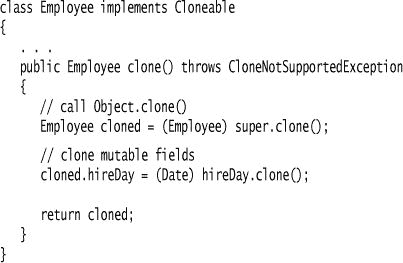 class Employee implements Cloneable
{
   . . .
   public Employee clone() throws CloneNotSupportedException
   {
      // call Object.clone()
      Employee cloned = (Employee) super.clone();
      // clone mutable fields
      cloned.hireDay = (Date) hireDay.clone();
      return cloned;
   }
}